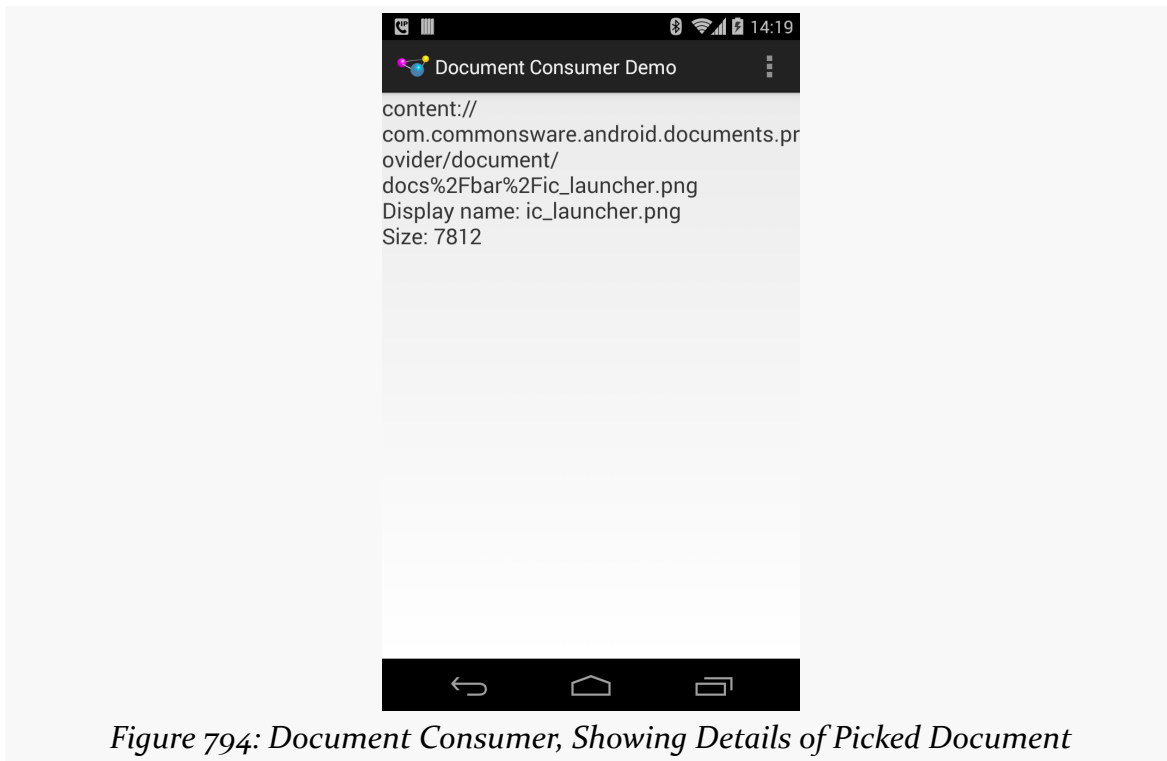 14:19
Document Consumer Demo
content://
com.commonsware.android.documents.pr
ovider/document/
docs%2Fbar%2Fic_launcher.png
Display name: ic_launcher.png
Size: 7812
Figure 794: Document Consumer, Showing Details of Picked Document